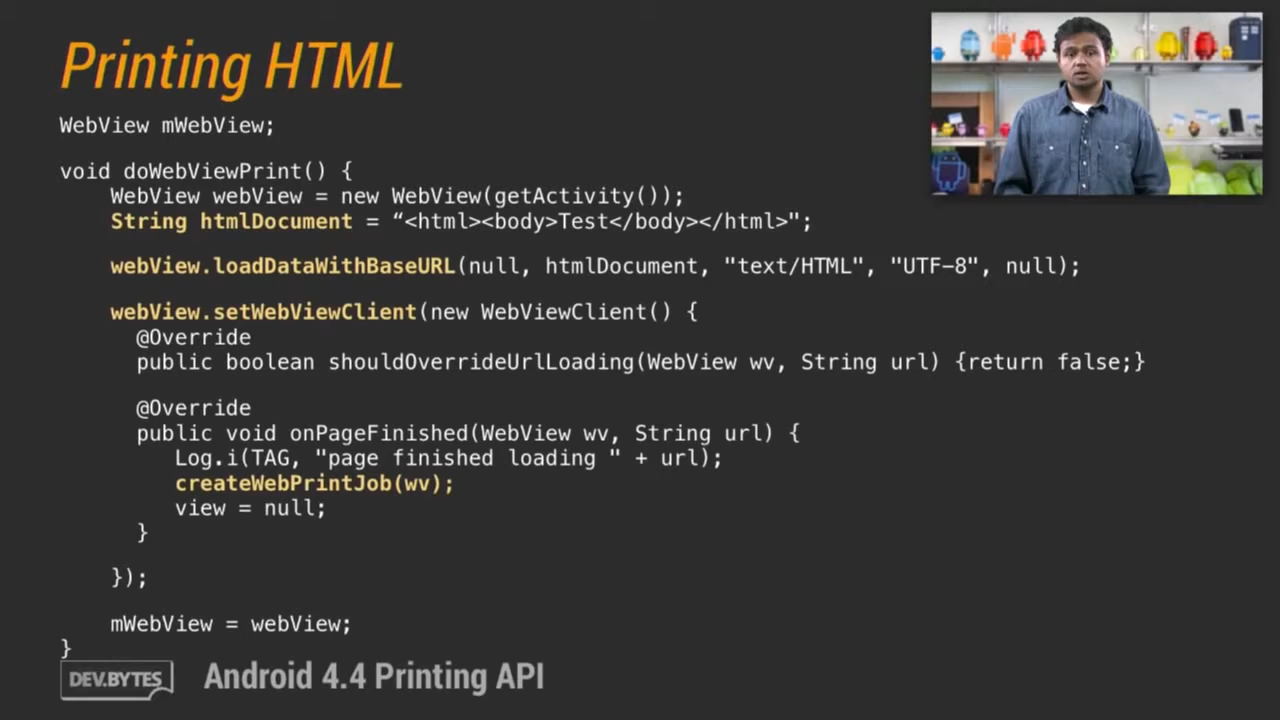 Printing HTML
WebView mWebView;
void doWebViewPrint() {
WebView webView = new WebView(getActivity());
String htmlDocument = “<html><body>Test</body></html>";
webView.loadDataWithBaseURL(null, htmlDocument, "text/HTML", "UTF-8", null);
webView.setWebViewClient(new WebViewClient() {
@Override
public boolean shouldOverrideUrlLoading(WebView wv, String url) {return false;}
@Override
public void onPageFinished(WebView wv, String url) {
Log.i(TAG, "page finished loading " + url);
createWebPrintJob(wv);
view = null;
}
});
mWebView = webView;
}
DEV.BYTES Android 4.4 Printing API